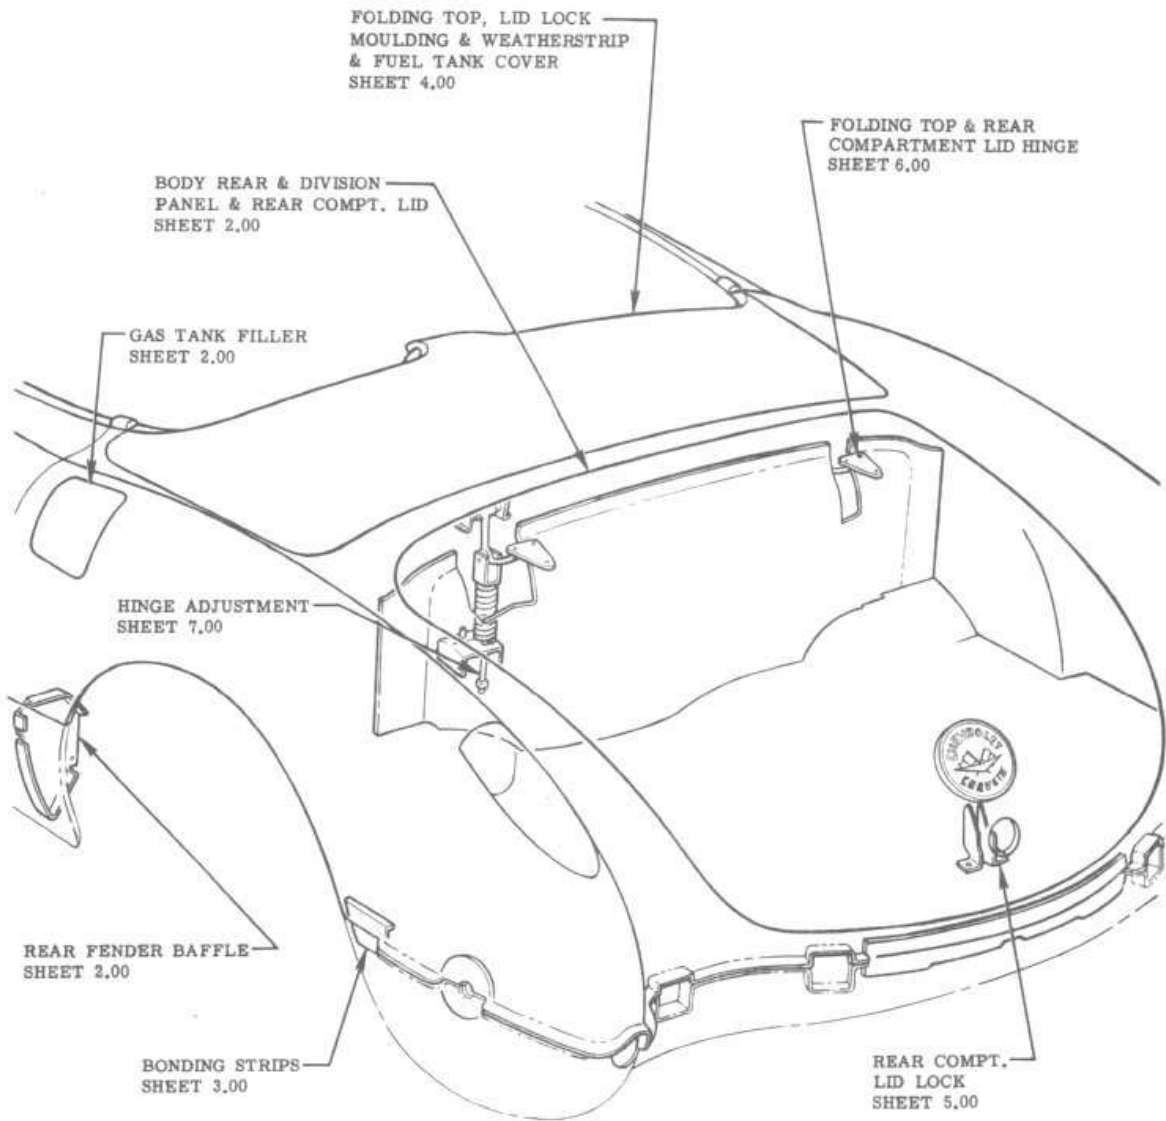 FOLDING TOP, LID LOCK
MOULDING & WEATHERSTRIP
& FUEL TANK COVER
SHEET 4.00
FOLDING TOP & REAR
COMPARTMENT LID HINGE
SHEET 6.00
BODY REAR & DIVISION
PANEL & REAR COMPT. LID
SHEET 2.00
GAS TANK FILLER
SHEET 2.00
HINGE ADJUSTMENT
SHEET 7.00
CHEVROLET
CORVETTE
REAR FENDER BAFFLE
SHEET 2.00
BONDING STRIPS
SHEET 3.00
REAR COMPT.
LID LOCK
SHEET 5.00